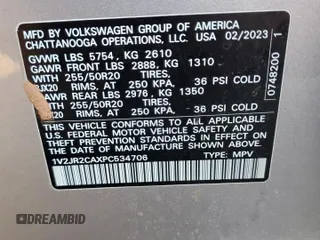 MFD BY VOLKSWAGEN GROUP OF AMERICA
CHATTANOOGA OPERATIONS, LLC. USA 02/2023
GVWR LBS 5754, KG 2610
GAWR FRONT LBS 2888, KG 1310
WITH 255/50R20 TIRES,
8JX20 RIMS, AT 250 KPA. 36 PSI COLD
GAWR REAR LBS 2976, KG 1350
WITH 255/50R20 TIRES,
8JX20 RIMS, AT 250 KPA. 36 PSI COLD
THIS VEHICLE CONFORMS TO ALL APPLICABLE
U.S. FEDERAL MOTOR VEHICLE SAFETY AND
THEFT PREVENTION STANDARDS IN EFFECT ON THE
DATE OF MANUFACTURE SHOWN ABOVE.
1V2JR2CAXPC534706 TYPE: MPV
0748200 1
DREAMBID